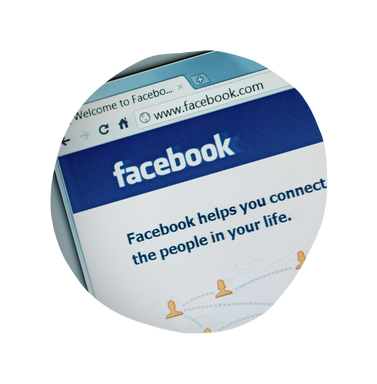 Welcome to Facebo...
www.facebook.com
facebook
Facebook helps you connect
the people in your life.